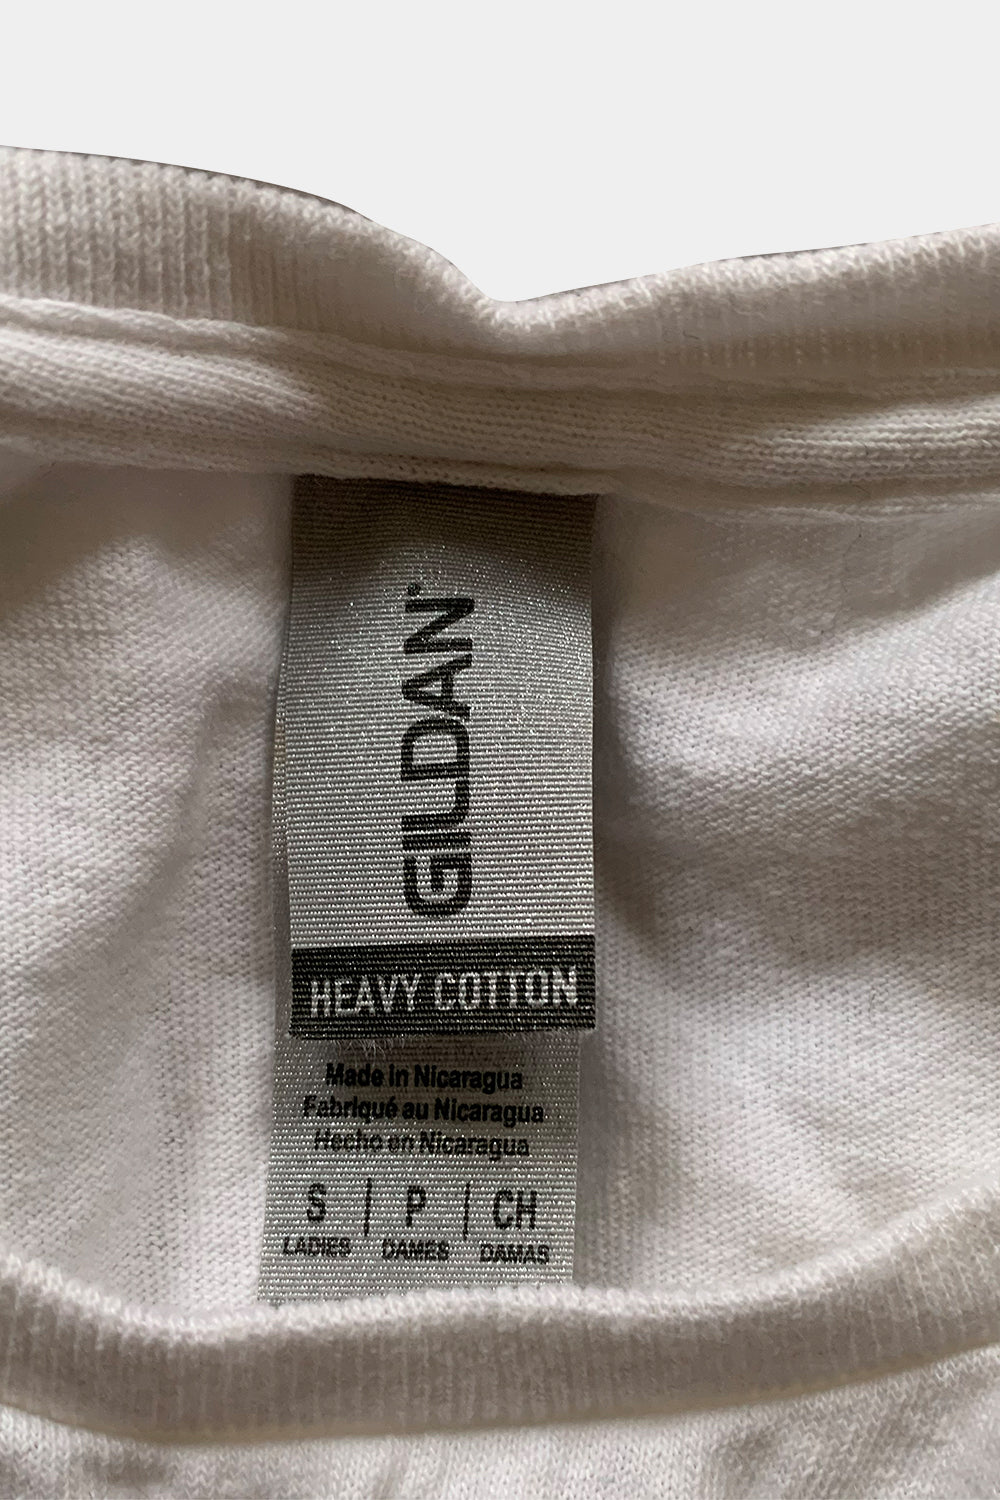 GILDAN®
HEAVY COTTON
Made in Nicaragua
Fabriqué au Nicaragua
Hecho en Nicaragua
S | P | CH
LADIES DAMES DAMAS